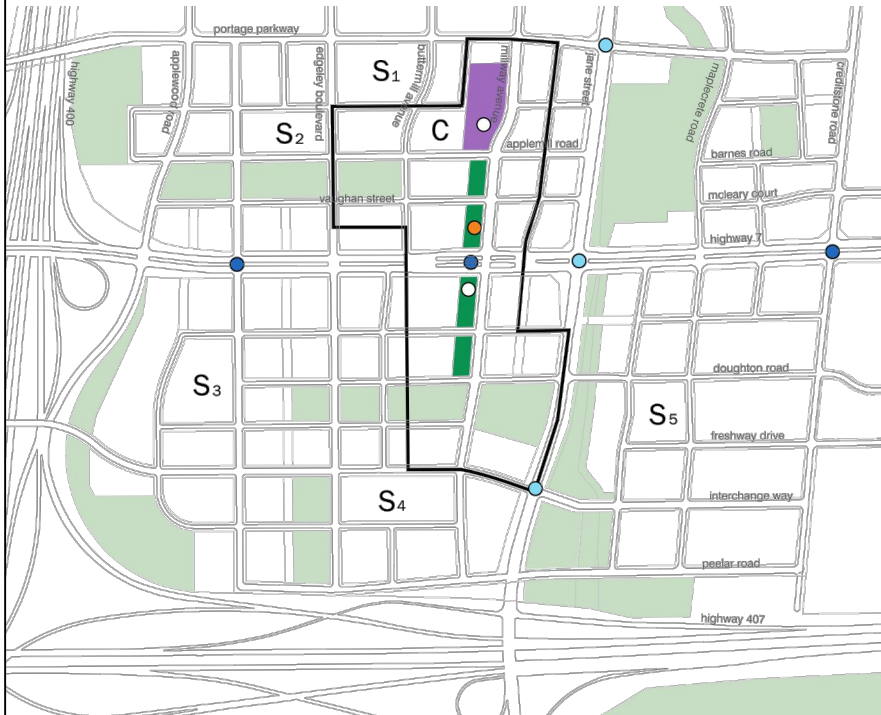 portage parkway
highway 400
applewood road
edgeley boulevard
buttermill avenue
millway avenue
jane street
maplecrete road
creditstone road
S1
S2
C
applemill road
barnes road
vaughan street
mcleary court
highway 7
doughton road
S3
S5
freshway drive
interchange way
S4
peelar road
highway 407